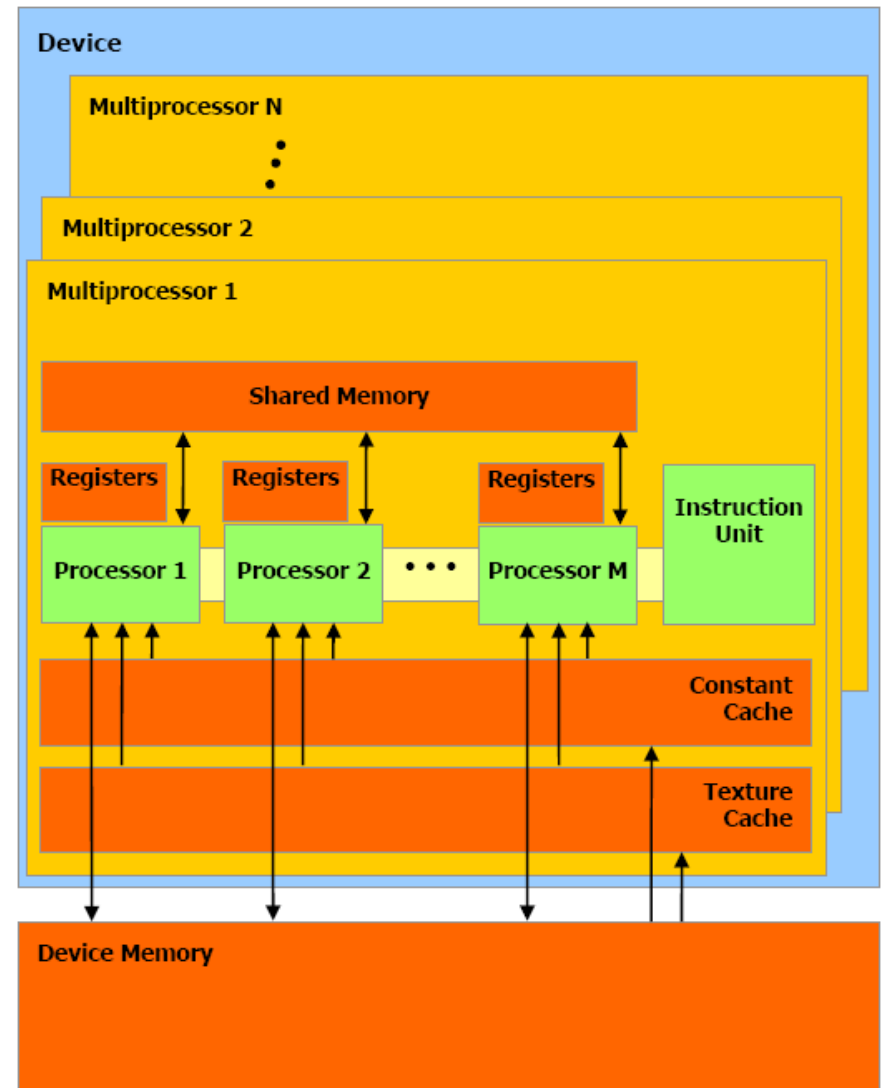 Device
Multiprocessor N
Multiprocessor 2
Multiprocessor 1
Shared Memory
Registers
Registers
Registers
Instruction
Unit
Processor 1
Processor 2
• • •
Processor M
Constant
Cache
Texture
Cache
Device Memory